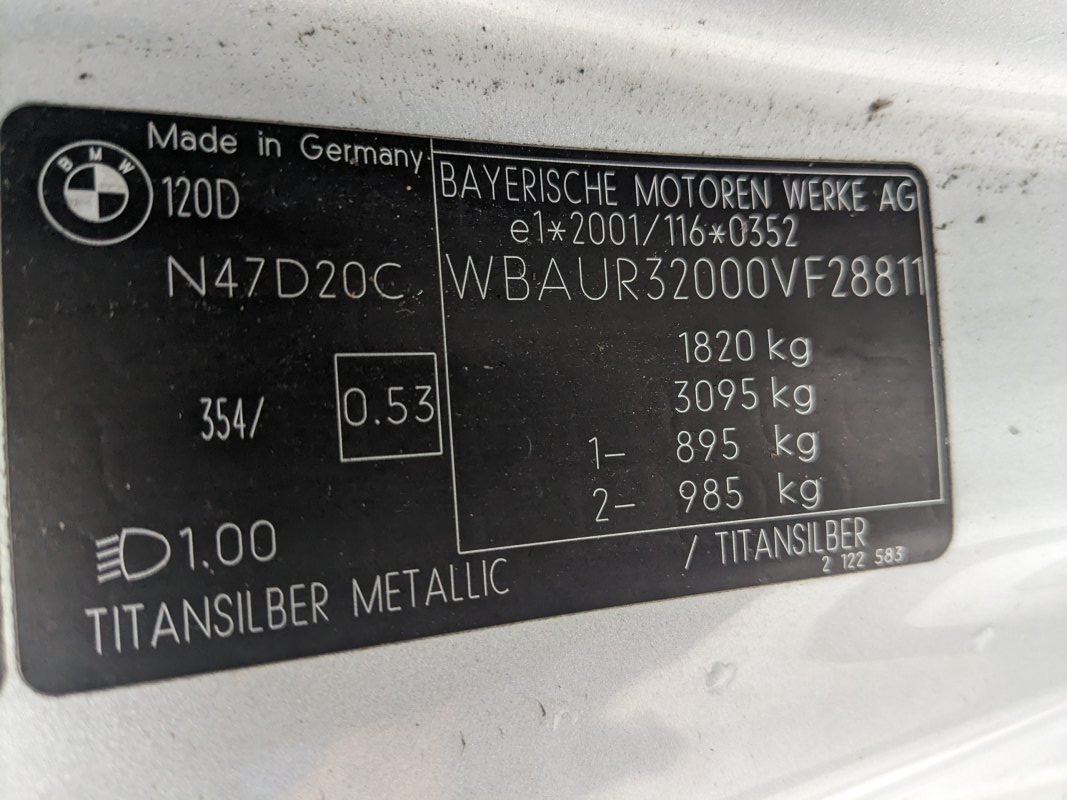 Made in Germany
BMW
120D
N47D20C
354/
0.53
1.00
TITANSILBER METALLIC
BAYERISCHE MOTOREN WERKE AG
e1*2001/116*0352
WBAUR32000VF28811
1820 kg
3095 kg
1- 895 kg
2- 985 kg
/ TITANSILBER
2 122 583